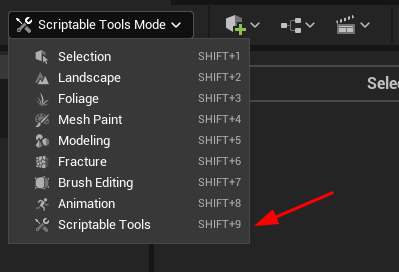 Scriptable Tools Mode
Selection SHIFT+1
Landscape SHIFT+2
Foliage SHIFT+3
Mesh Paint SHIFT+4
Modeling SHIFT+5
Fracture SHIFT+6
Brush Editing SHIFT+7
Animation SHIFT+8
Scriptable Tools SHIFT+9
Selec